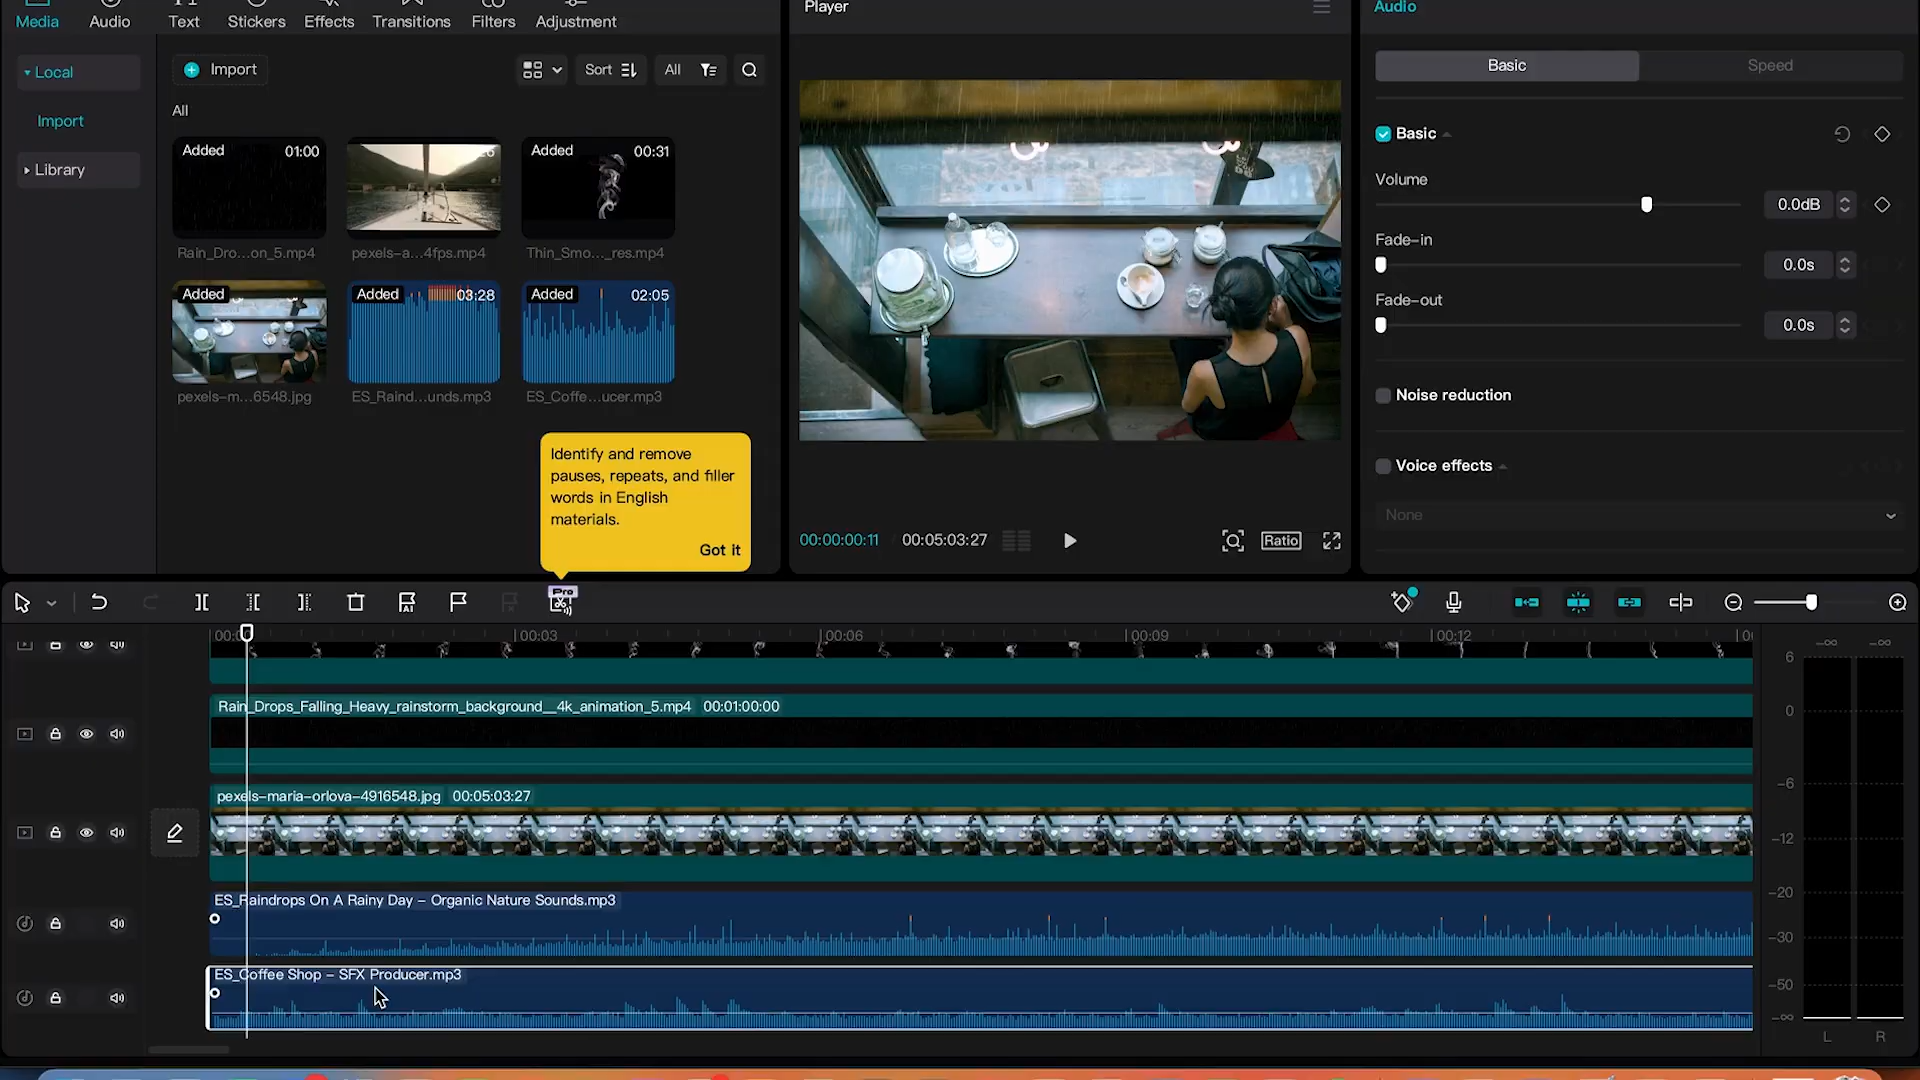 Media
Audio
Text
Stickers
Effects
Transitions
Filters
Adjustment
Player
Audio
Local
Import
Library
Import
Sort
All
All
Added 01:00
Rain_Dro...on_5.mp4
Added
pexels-a...4fps.mp4
Added 00:31
Thin_Smo..._res.mp4
Added
pexels-m...6548.jpg
Added 03:28
ES_Raind...unds.mp3
Added 02:05
ES_Coffe...ucer.mp3
Identify and remove
pauses, repeats, and filler
words in English
materials.
Got it
00:00:00:11 00:05:03:27
Ratio
Basic
Speed
Basic
Volume
0.0dB
Fade-in
0.0s
Fade-out
0.0s
Noise reduction
Voice effects
None
Pro
00:03
00:06
00:09
00:12
Rain_Drops_Falling_Heavy_rainstorm_background__4k_animation_5.mp4 00:01:00:00
pexels-maria-orlova-4916548.jpg 00:05:03:27
ES_Raindrops On A Rainy Day – Organic Nature Sounds.mp3
ES_Coffee Shop – SFX Producer.mp3
-∞ -∞
6
0
-6
-12
-20
-30
-50
-∞
L R